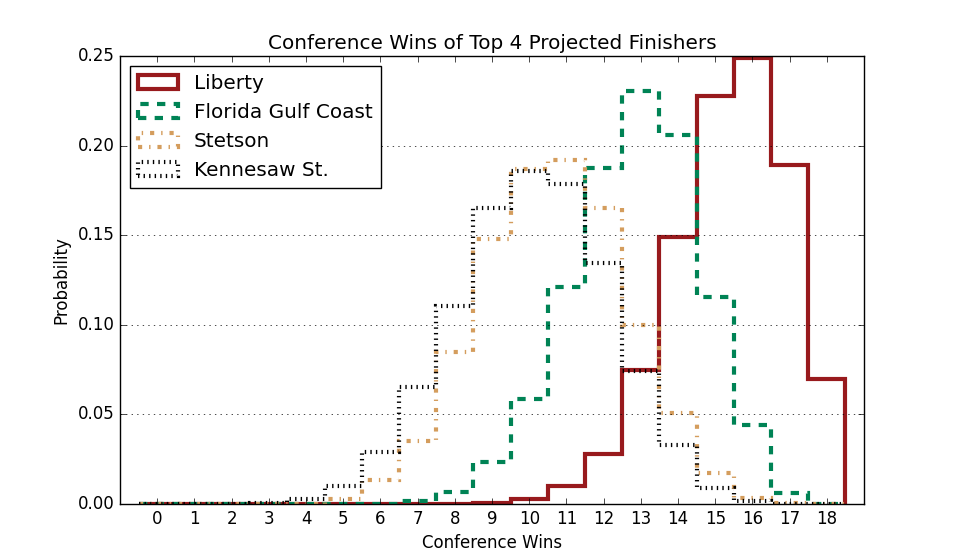 Conference Wins of Top 4 Projected Finishers
0.25
0.20
0.15
0.10
0.05
0.00
Probability
Liberty
Florida Gulf Coast
Stetson
Kennesaw St.
0 1 2 3 4 5 6 7 8 9 10 11 12 13 14 15 16 17 18
Conference Wins